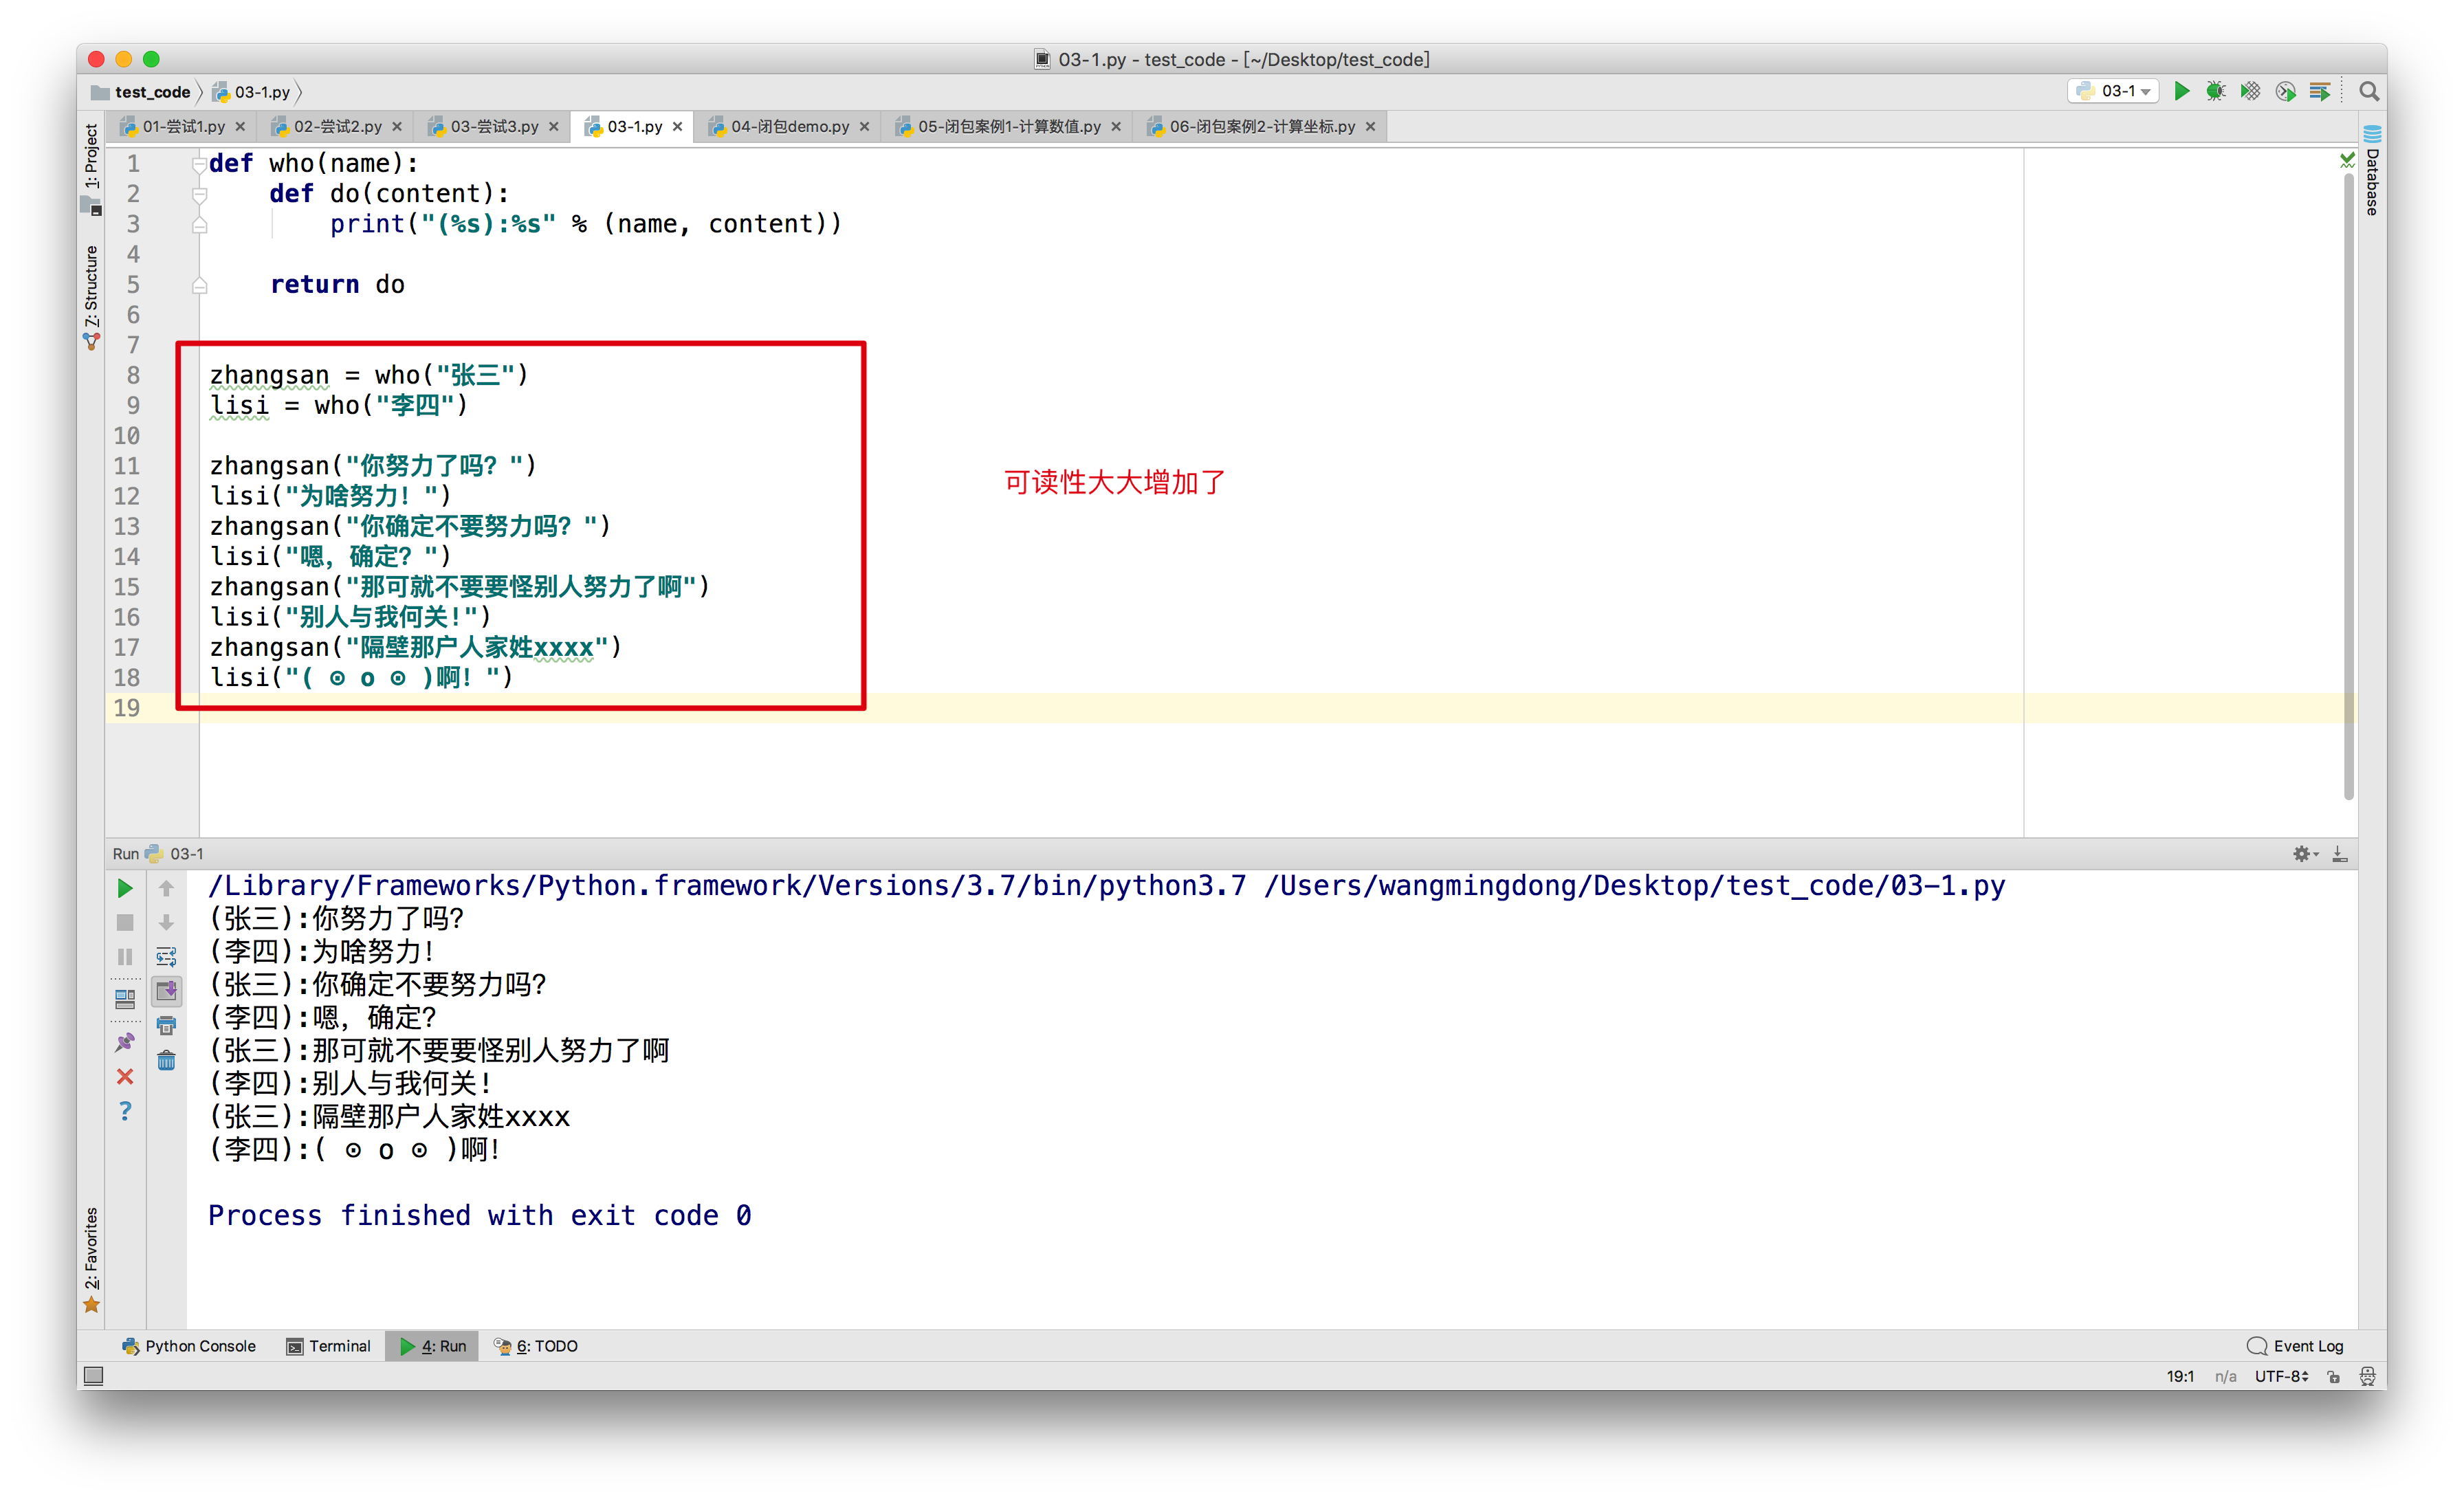 03-1.py - test_code - [~/Desktop/test_code]
test_code 03-1.py 03-1
01-尝试1.py 02-尝试2.py 03-尝试3.py 03-1.py 04-闭包demo.py 05-闭包案例1-计算数值.py 06-闭包案例2-计算坐标.py
1: Project
7: Structure
2: Favorites
Database
1 def who(name):
2     def do(content):
3         print("(%s):%s" % (name, content))
4
5     return do
6
7
8 zhangsan = who("张三")
9 lisi = who("李四")
10
11 zhangsan("你努力了吗？")
12 lisi("为啥努力！")
13 zhangsan("你确定不要努力吗？")
14 lisi("嗯，确定？")
15 zhangsan("那可就不要要怪别人努力了啊")
16 lisi("别人与我何关!")
17 zhangsan("隔壁那户人家姓xxxx")
18 lisi("( ⊙ o ⊙ )啊！")
19
可读性大大增加了
Run 03-1
/Library/Frameworks/Python.framework/Versions/3.7/bin/python3.7 /Users/wangmingdong/Desktop/test_code/03-1.py
(张三):你努力了吗？
(李四):为啥努力！
(张三):你确定不要努力吗？
(李四):嗯，确定？
(张三):那可就不要要怪别人努力了啊
(李四):别人与我何关!
(张三):隔壁那户人家姓xxxx
(李四):( ⊙ o ⊙ )啊！
Process finished with exit code 0
Python Console Terminal 4: Run 6: TODO Event Log
19:1 n/a UTF-8